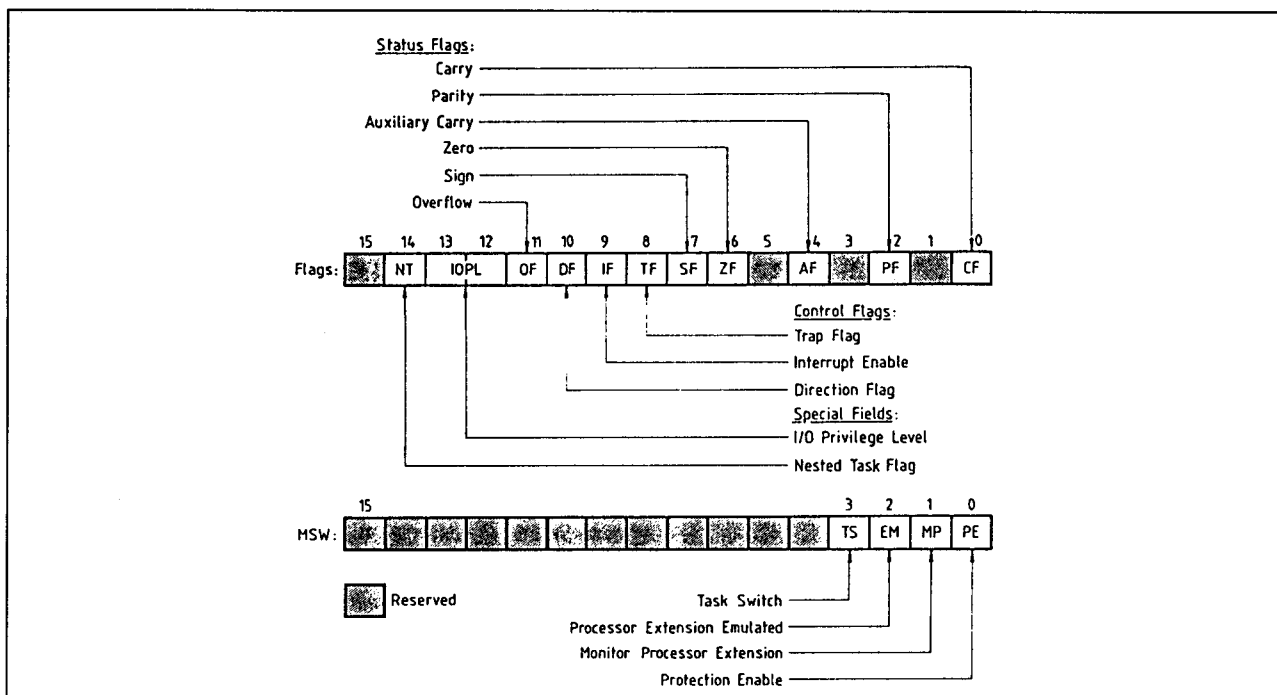 Status Flags:
Carry
Parity
Auxiliary Carry
Zero
Sign
Overflow
15 14 13 12 11 10 9 8 7 6 5 4 3 2 1 0
Flags: NT IOPL OF DF IF TF SF ZF AF PF CF
Control Flags:
Trap Flag
Interrupt Enable
Direction Flag
Special Fields:
I/O Privilege Level
Nested Task Flag
15 3 2 1 0
MSW: TS EM MP PE
Reserved
Task Switch
Processor Extension Emulated
Monitor Processor Extension
Protection Enable